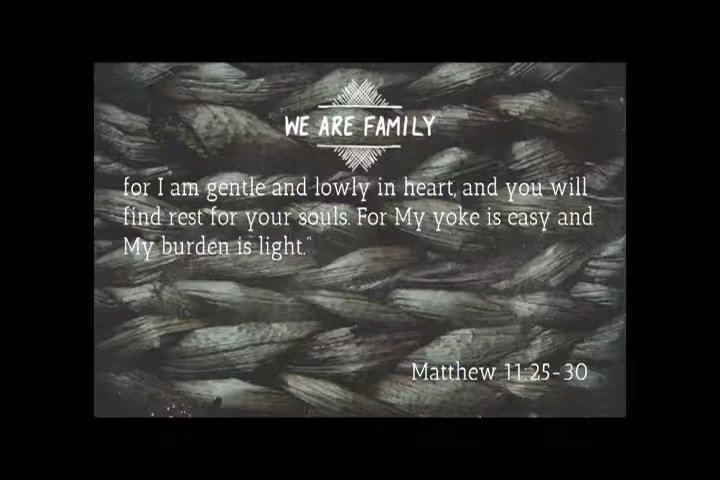 WE ARE FAMILY
for I am gentle and lowly in heart, and you will
find rest for your souls. For My yoke is easy and
My burden is light."
Matthew 11:25-30